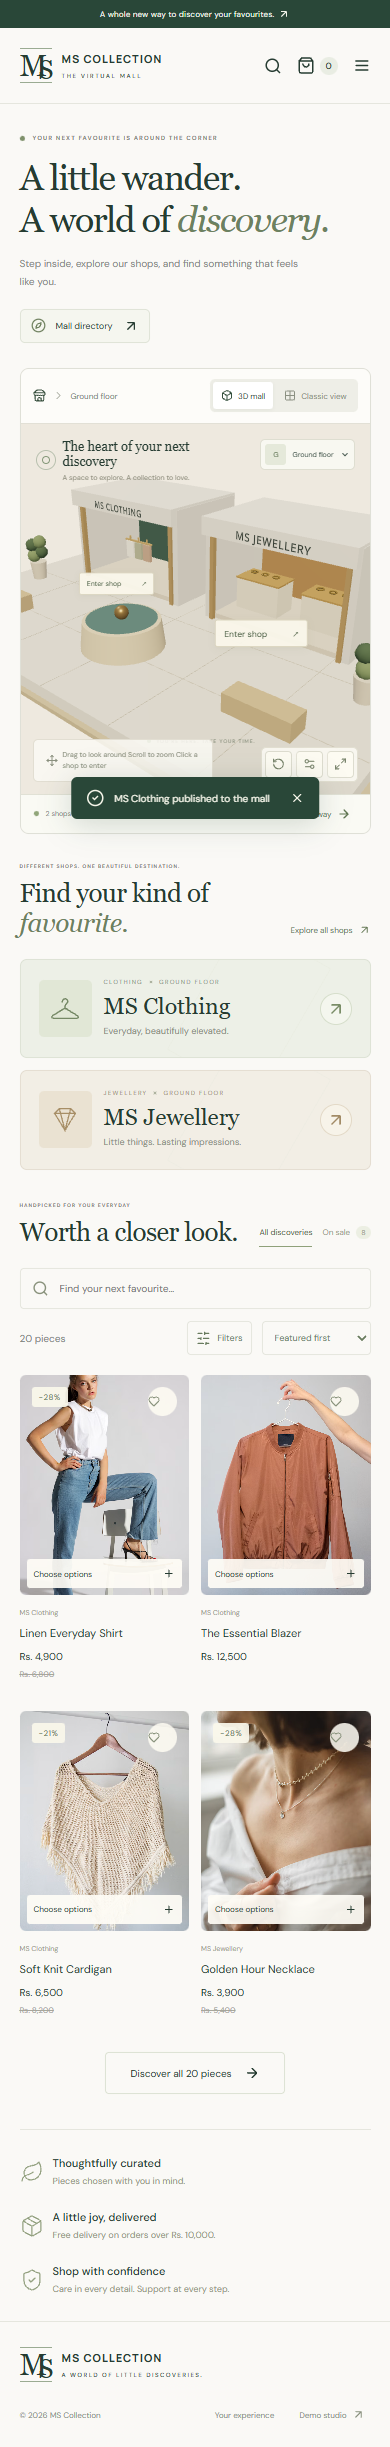 A whole new way to discover your favourites.
MS COLLECTION
THE VIRTUAL MALL
0
YOUR NEXT FAVOURITE IS AROUND THE CORNER
A little wander.
A world of discovery.
Step inside, explore our shops, and find something that feels
like you.
Mall directory
Ground floor
3D mall
Classic view
The heart of your next
discovery
A space to explore. A collection to love.
G
Ground floor
MS CLOTHING
MS JEWELLERY
Enter shop
Enter shop
YOUR TIME.
Drag to look around Scroll to zoom Click a
shop to enter
2 shops
way
MS Clothing published to the mall
DIFFERENT SHOPS. ONE BEAUTIFUL DESTINATION.
Find your kind of
favourite.
Explore all shops
CLOTHING • GROUND FLOOR
MS Clothing
Everyday, beautifully elevated.
JEWELLERY • GROUND FLOOR
MS Jewellery
Little things. Lasting impressions.
HANDPICKED FOR YOUR EVERYDAY
Worth a closer look.
All discoveries
On sale
8
Find your next favourite...
20 pieces
Filters
Featured first
-28%
Choose options
Choose options
MS Clothing
Linen Everyday Shirt
Rs. 4,900
Rs. 6,800
MS Clothing
The Essential Blazer
Rs. 12,500
-21%
-28%
Choose options
Choose options
MS Clothing
Soft Knit Cardigan
Rs. 6,500
Rs. 8,200
MS Jewellery
Golden Hour Necklace
Rs. 3,900
Rs. 5,400
Discover all 20 pieces
Thoughtfully curated
Pieces chosen with you in mind.
A little joy, delivered
Free delivery on orders over Rs. 10,000.
Shop with confidence
Care in every detail. Support at every step.
MS
MS COLLECTION
A WORLD OF LITTLE DISCOVERIES.
© 2026 MS Collection
Your experience
Demo studio